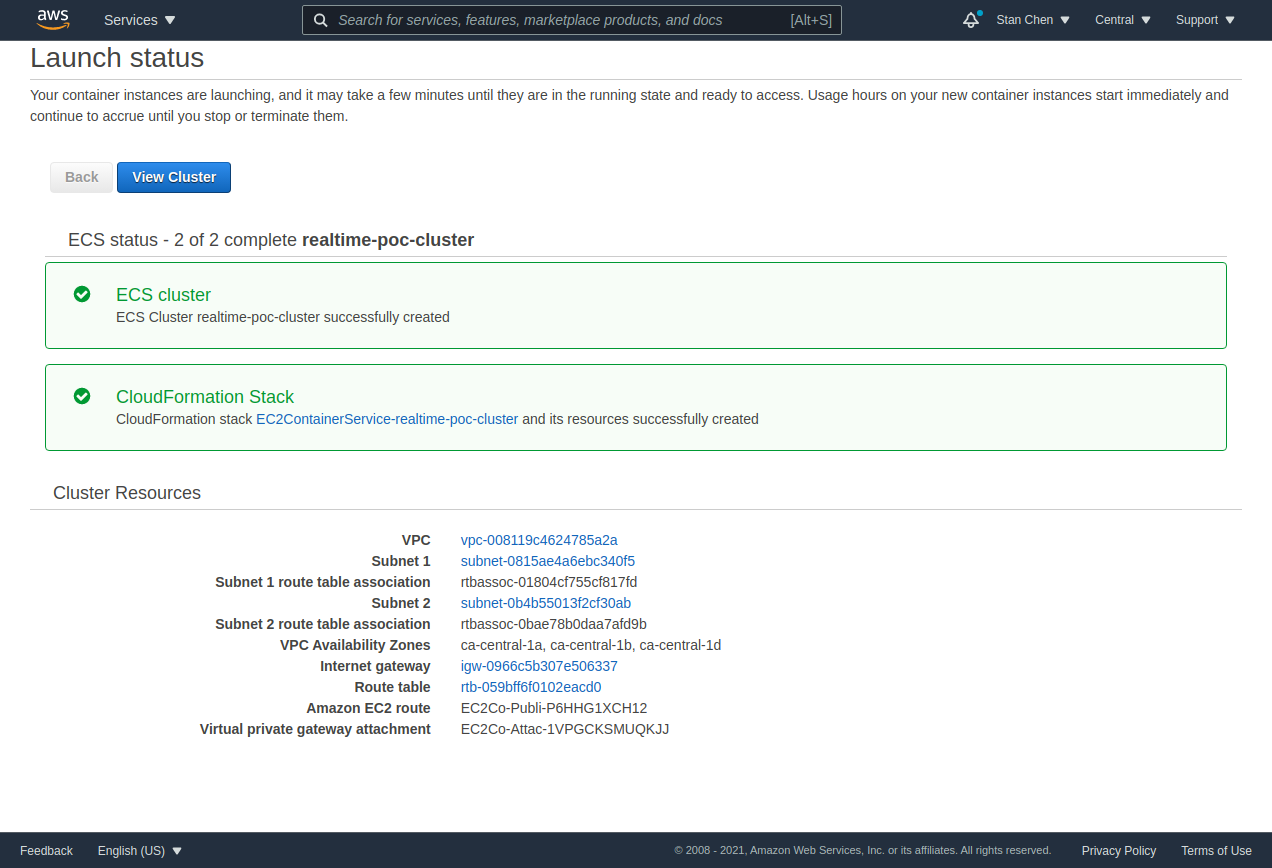 aws Services Search for services, features, marketplace products, and docs [Alt+S] Stan Chen Central Support
Launch status
Your container instances are launching, and it may take a few minutes until they are in the running state and ready to access. Usage hours on your new container instances start immediately and
continue to accrue until you stop or terminate them.
Back View Cluster
ECS status - 2 of 2 complete realtime-poc-cluster
ECS cluster
ECS Cluster realtime-poc-cluster successfully created
CloudFormation Stack
CloudFormation stack EC2ContainerService-realtime-poc-cluster and its resources successfully created
Cluster Resources
VPC vpc-008119c4624785a2a
Subnet 1 subnet-0815ae4a6ebc340f5
Subnet 1 route table association rtbassoc-01804cf755cf817fd
Subnet 2 subnet-0b4b55013f2cf30ab
Subnet 2 route table association rtbassoc-0bae78b0daa7afd9b
VPC Availability Zones ca-central-1a, ca-central-1b, ca-central-1d
Internet gateway igw-0966c5b307e506337
Route table rtb-059bff6f0102eacd0
Amazon EC2 route EC2Co-Publi-P6HHG1XCH12
Virtual private gateway attachment EC2Co-Attac-1VPGCKSMUQKJJ
Feedback English (US) © 2008 - 2021, Amazon Web Services, Inc. or its affiliates. All rights reserved. Privacy Policy Terms of Use